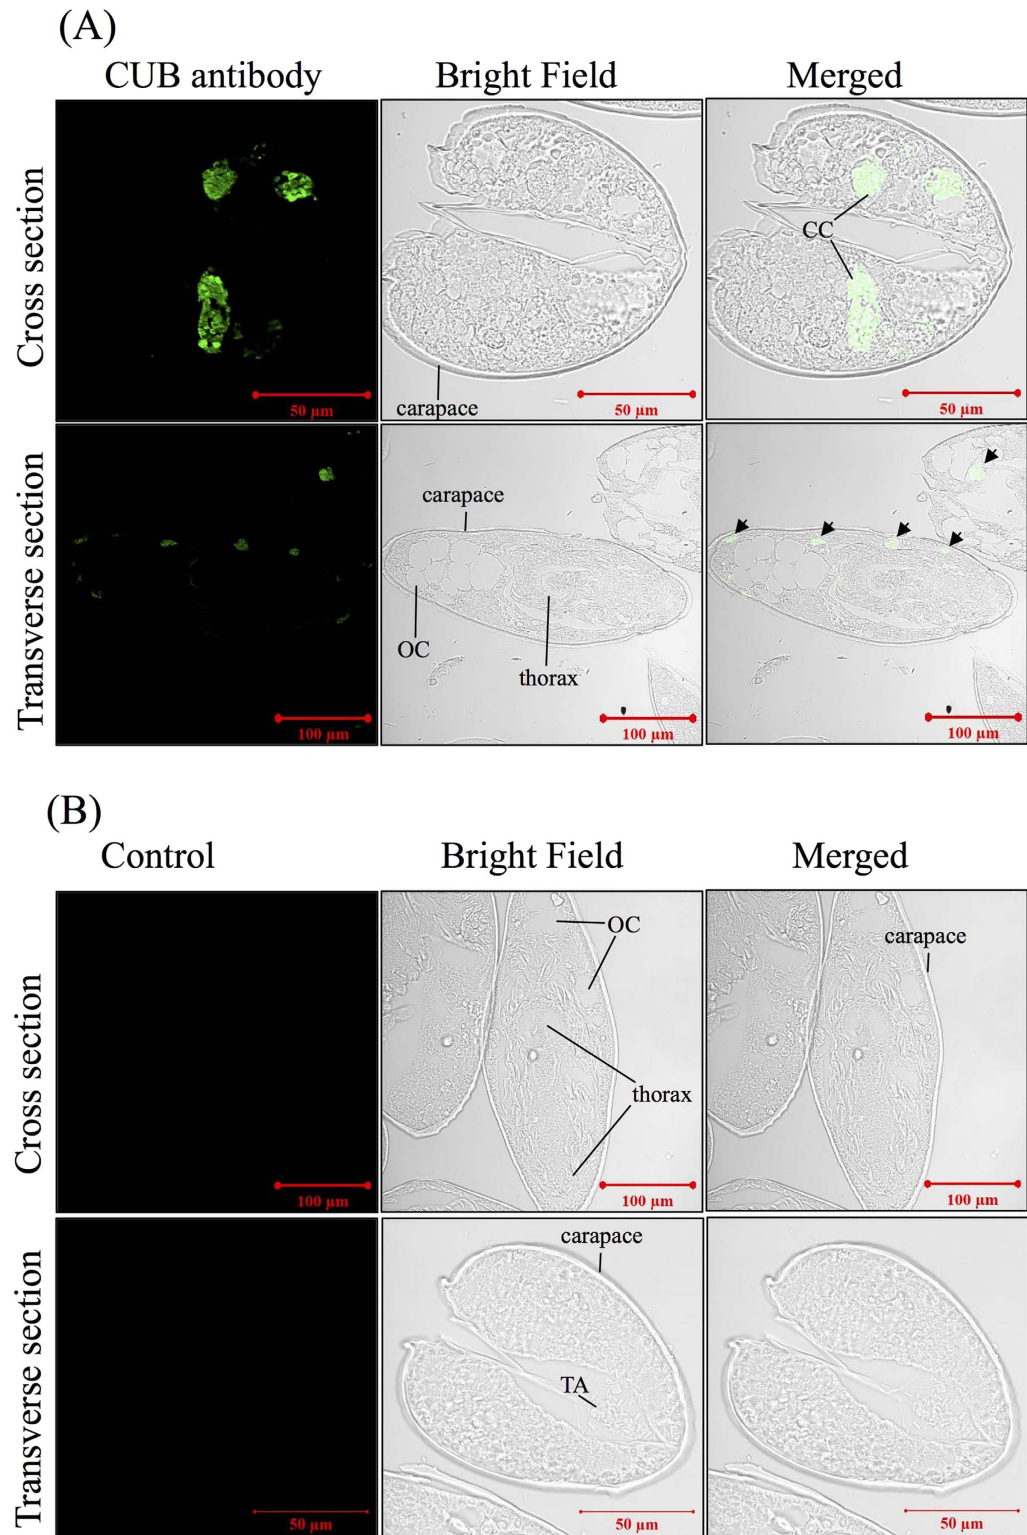 (A)
CUB antibody Bright Field Merged
Cross section
CC
carapace
50 µm 50 µm 50 µm
Transverse section
carapace
OC
thorax
100 µm 100 µm 100 µm
(B)
Control Bright Field Merged
Cross section
OC
carapace
thorax
100 µm 100 µm 100 µm
Transverse section
carapace
TA
50 µm 50 µm 50 µm